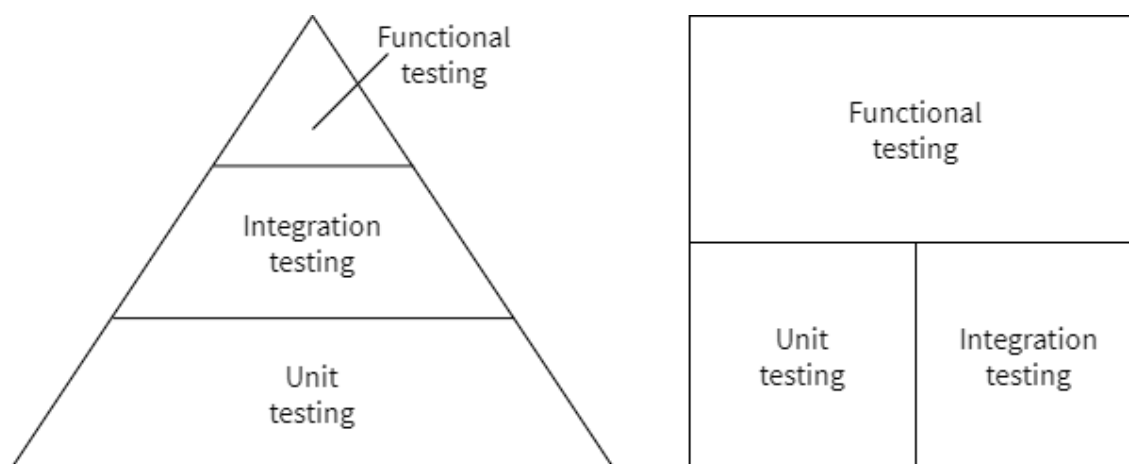 Functional
testing
Integration
testing
Unit
testing
Functional
testing
Unit
testing
Integration
testing